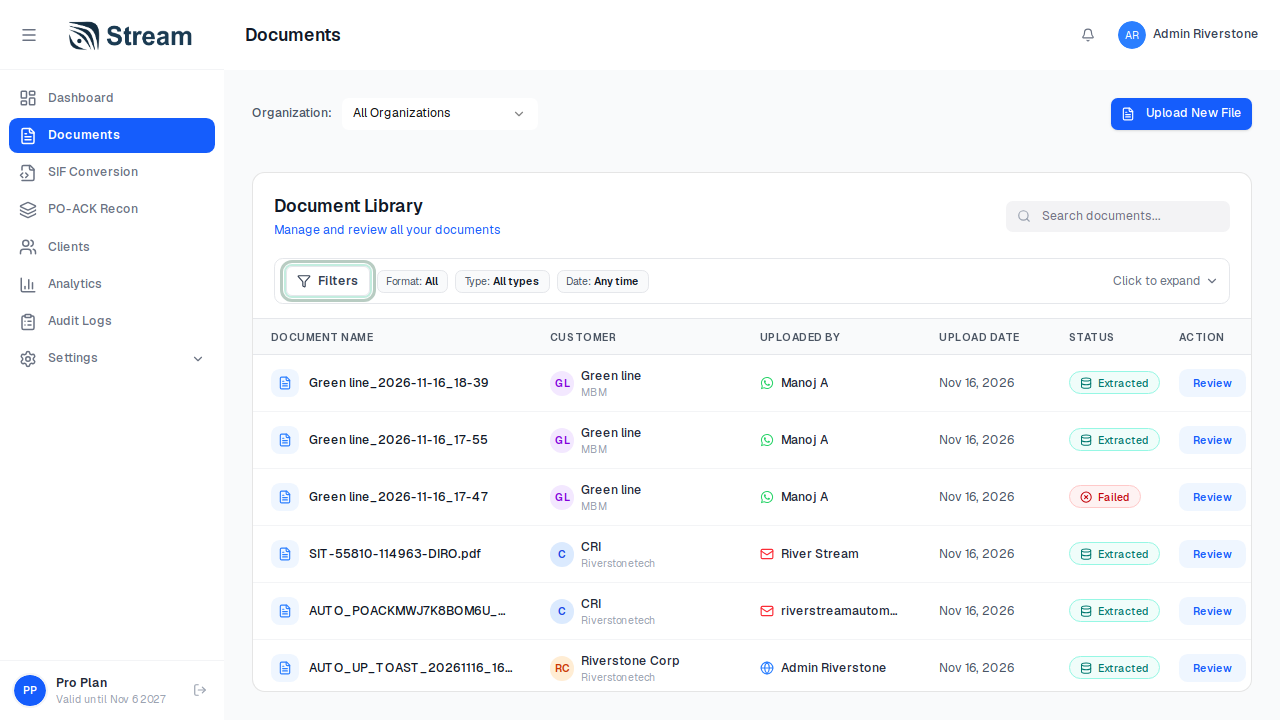 Stream
Documents
AR
Admin Riverstone
Dashboard
Documents
SIF Conversion
PO-ACK Recon
Clients
Analytics
Audit Logs
Settings
PP
Pro Plan
Valid until Nov 6 2027
Organization:
All Organizations
Upload New File
Document Library
Manage and review all your documents
Search documents...
Filters
Format: All
Type: All types
Date: Any time
Click to expand
DOCUMENT NAME CUSTOMER UPLOADED BY UPLOAD DATE STATUS ACTION
Green line_2026-11-16_18-39 GL Green line Manoj A Nov 16, 2026 Extracted Review
MBM
Green line_2026-11-16_17-55 GL Green line Manoj A Nov 16, 2026 Extracted Review
MBM
Green line_2026-11-16_17-47 GL Green line Manoj A Nov 16, 2026 Failed Review
MBM
SIT-55810-114963-DIRO.pdf C CRI River Stream Nov 16, 2026 Extracted Review
Riverstonetech
AUTO_POACKMWJ7K8BOM6U_... C CRI riverstreamautom... Nov 16, 2026 Extracted Review
Riverstonetech
AUTO_UP_TOAST_20261116_16... RC Riverstone Corp Admin Riverstone Nov 16, 2026 Extracted Review
Riverstonetech